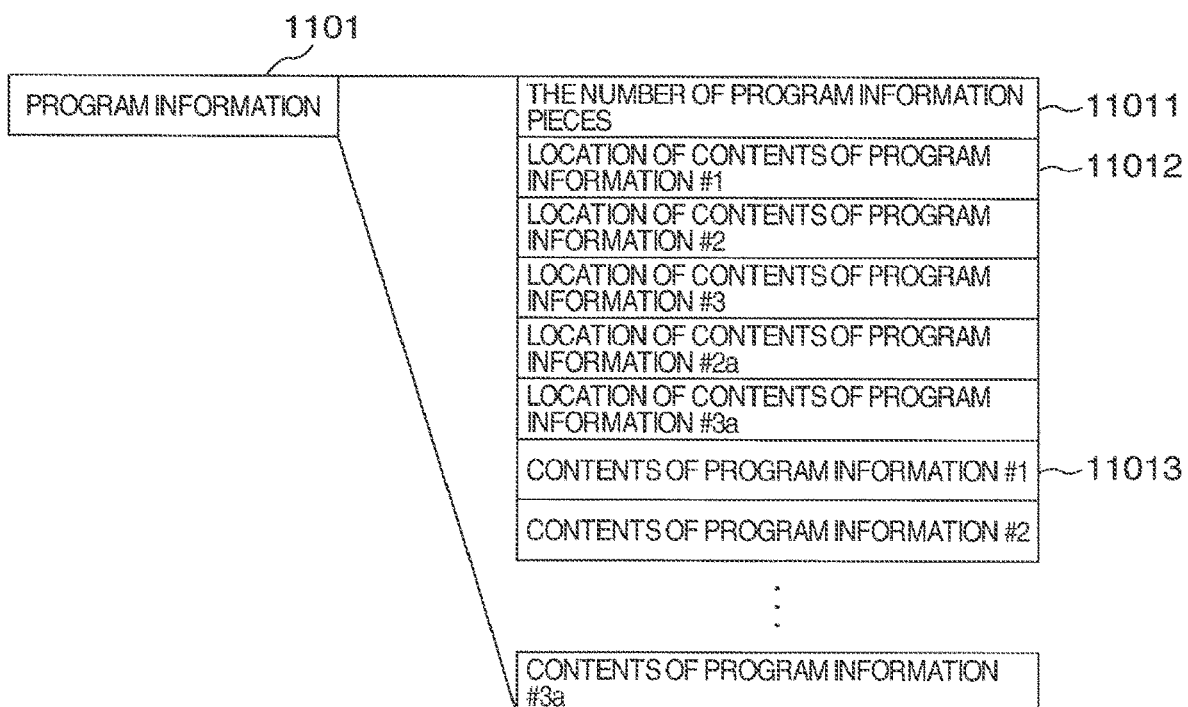 1101
PROGRAM INFORMATION
THE NUMBER OF PROGRAM INFORMATION
PIECES
11011
LOCATION OF CONTENTS OF PROGRAM
INFORMATION #1
11012
LOCATION OF CONTENTS OF PROGRAM
INFORMATION #2
LOCATION OF CONTENTS OF PROGRAM
INFORMATION #3
LOCATION OF CONTENTS OF PROGRAM
INFORMATION #2a
LOCATION OF CONTENTS OF PROGRAM
INFORMATION #3a
CONTENTS OF PROGRAM INFORMATION #1
11013
CONTENTS OF PROGRAM INFORMATION #2
CONTENTS OF PROGRAM INFORMATION
#3a